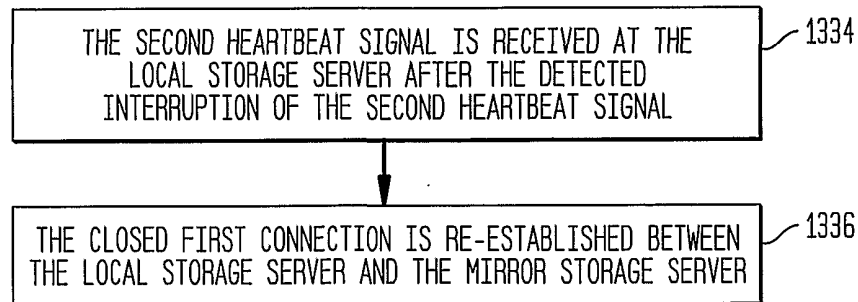 THE SECOND HEARTBEAT SIGNAL IS RECEIVED AT THE
LOCAL STORAGE SERVER AFTER THE DETECTED
INTERRUPTION OF THE SECOND HEARTBEAT SIGNAL
1334
THE CLOSED FIRST CONNECTION IS RE-ESTABLISHED BETWEEN
THE LOCAL STORAGE SERVER AND THE MIRROR STORAGE SERVER
1336